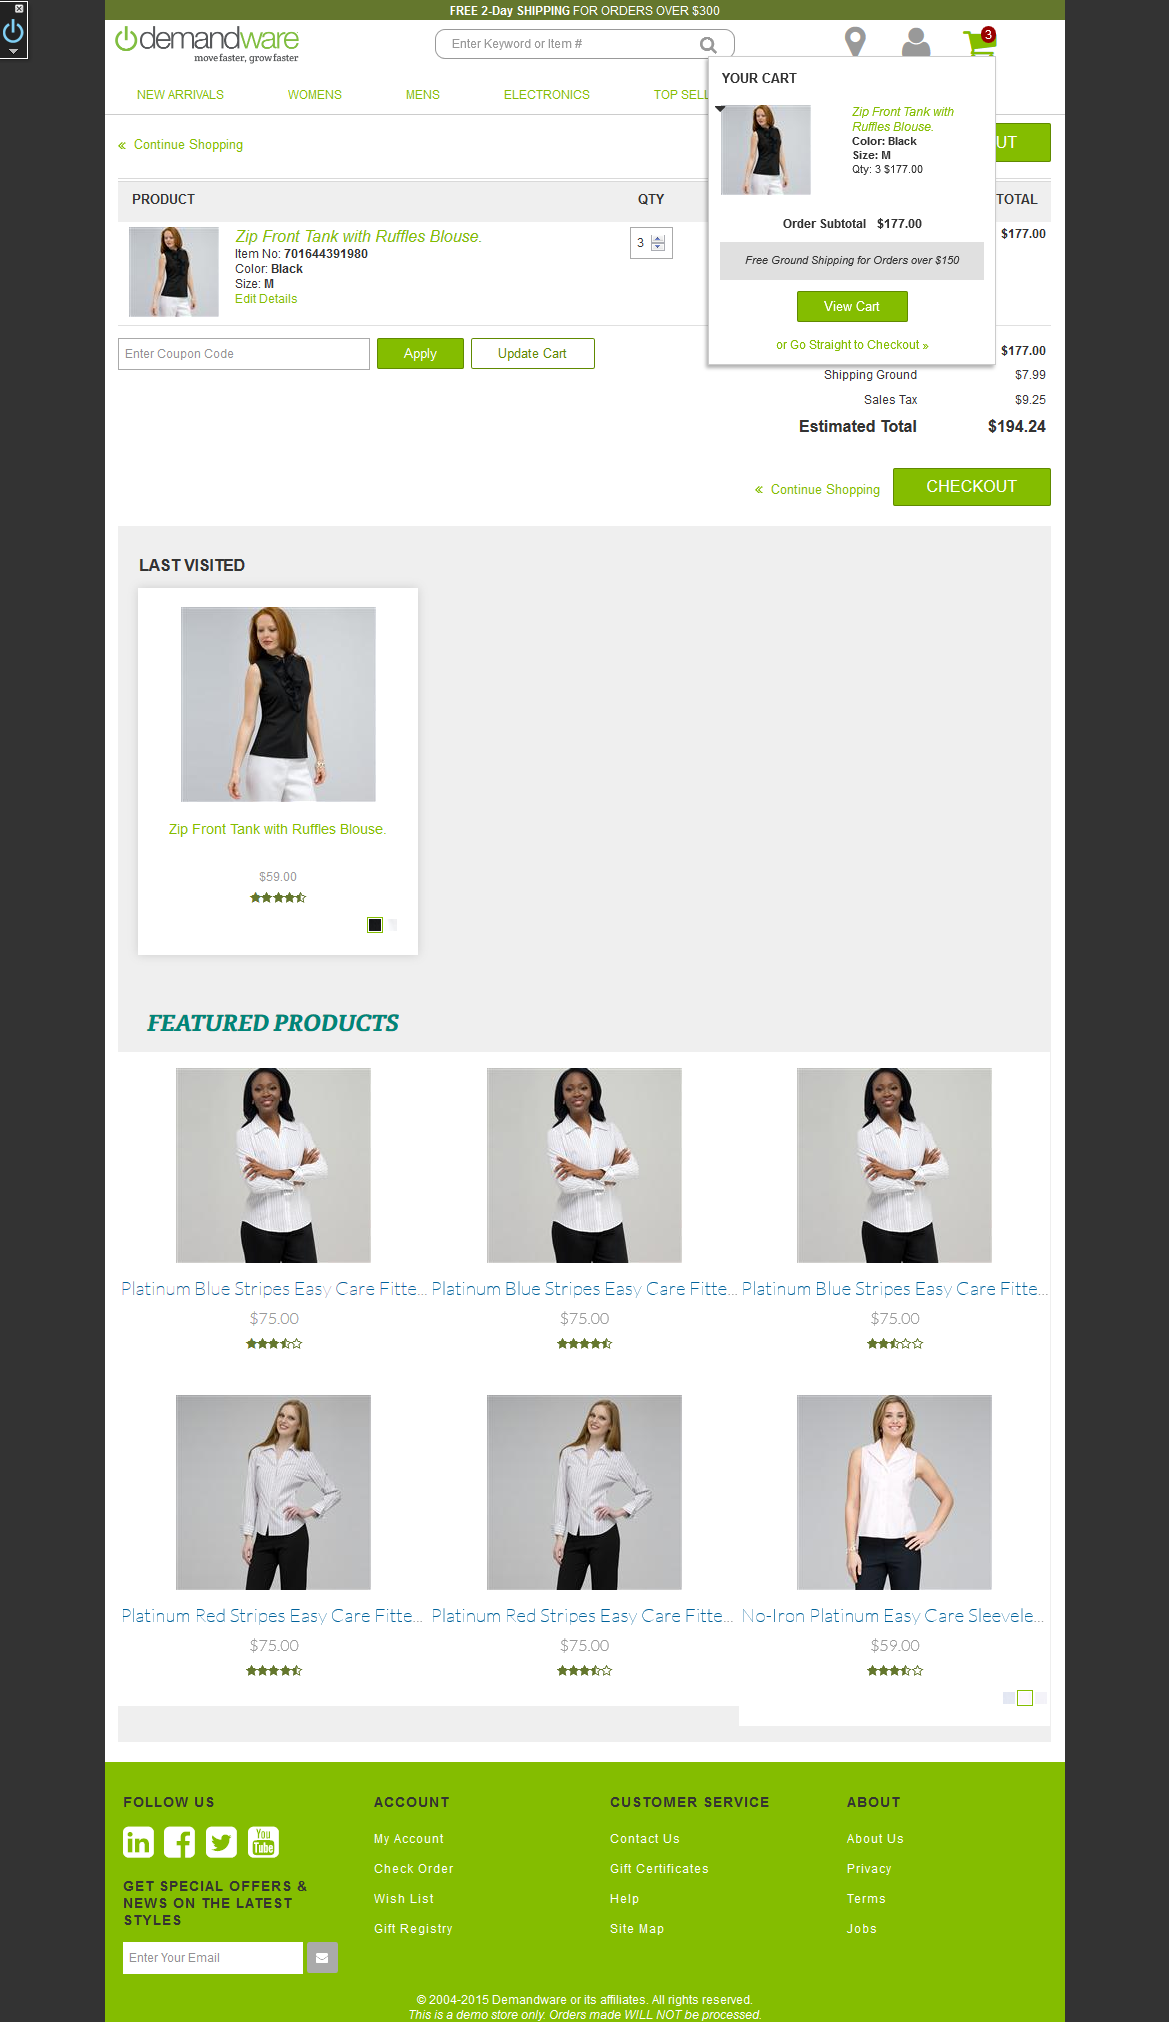 FREE 2-Day SHIPPING FOR ORDERS OVER $300
demandware
move faster, grow faster
Enter Keyword or Item #
3
NEW ARRIVALS
WOMENS
MENS
ELECTRONICS
TOP SELL
YOUR CART
Zip Front Tank with
Ruffles Blouse.
Color: Black
Size: M
Qty: 3 $177.00
Order Subtotal $177.00
Free Ground Shipping for Orders over $150
View Cart
or Go Straight to Checkout »
« Continue Shopping
UT
PRODUCT
QTY
TOTAL
Zip Front Tank with Ruffles Blouse.
Item No: 701644391980
Color: Black
Size: M
Edit Details
3
$177.00
Enter Coupon Code
Apply
Update Cart
$177.00
Shipping Ground $7.99
Sales Tax $9.25
Estimated Total $194.24
« Continue Shopping
CHECKOUT
LAST VISITED
Zip Front Tank with Ruffles Blouse.
$59.00
FEATURED PRODUCTS
Platinum Blue Stripes Easy Care Fitte...
$75.00
Platinum Blue Stripes Easy Care Fitte...
$75.00
Platinum Blue Stripes Easy Care Fitte...
$75.00
Platinum Red Stripes Easy Care Fitte...
$75.00
Platinum Red Stripes Easy Care Fitte...
$75.00
No-Iron Platinum Easy Care Sleevele...
$59.00
FOLLOW US
in
You
Tube
GET SPECIAL OFFERS &
NEWS ON THE LATEST
STYLES
Enter Your Email
ACCOUNT
My Account
Check Order
Wish List
Gift Registry
CUSTOMER SERVICE
Contact Us
Gift Certificates
Help
Site Map
ABOUT
About Us
Privacy
Terms
Jobs
© 2004-2015 Demandware or its affiliates. All rights reserved.
This is a demo store only. Orders made WILL NOT be processed.